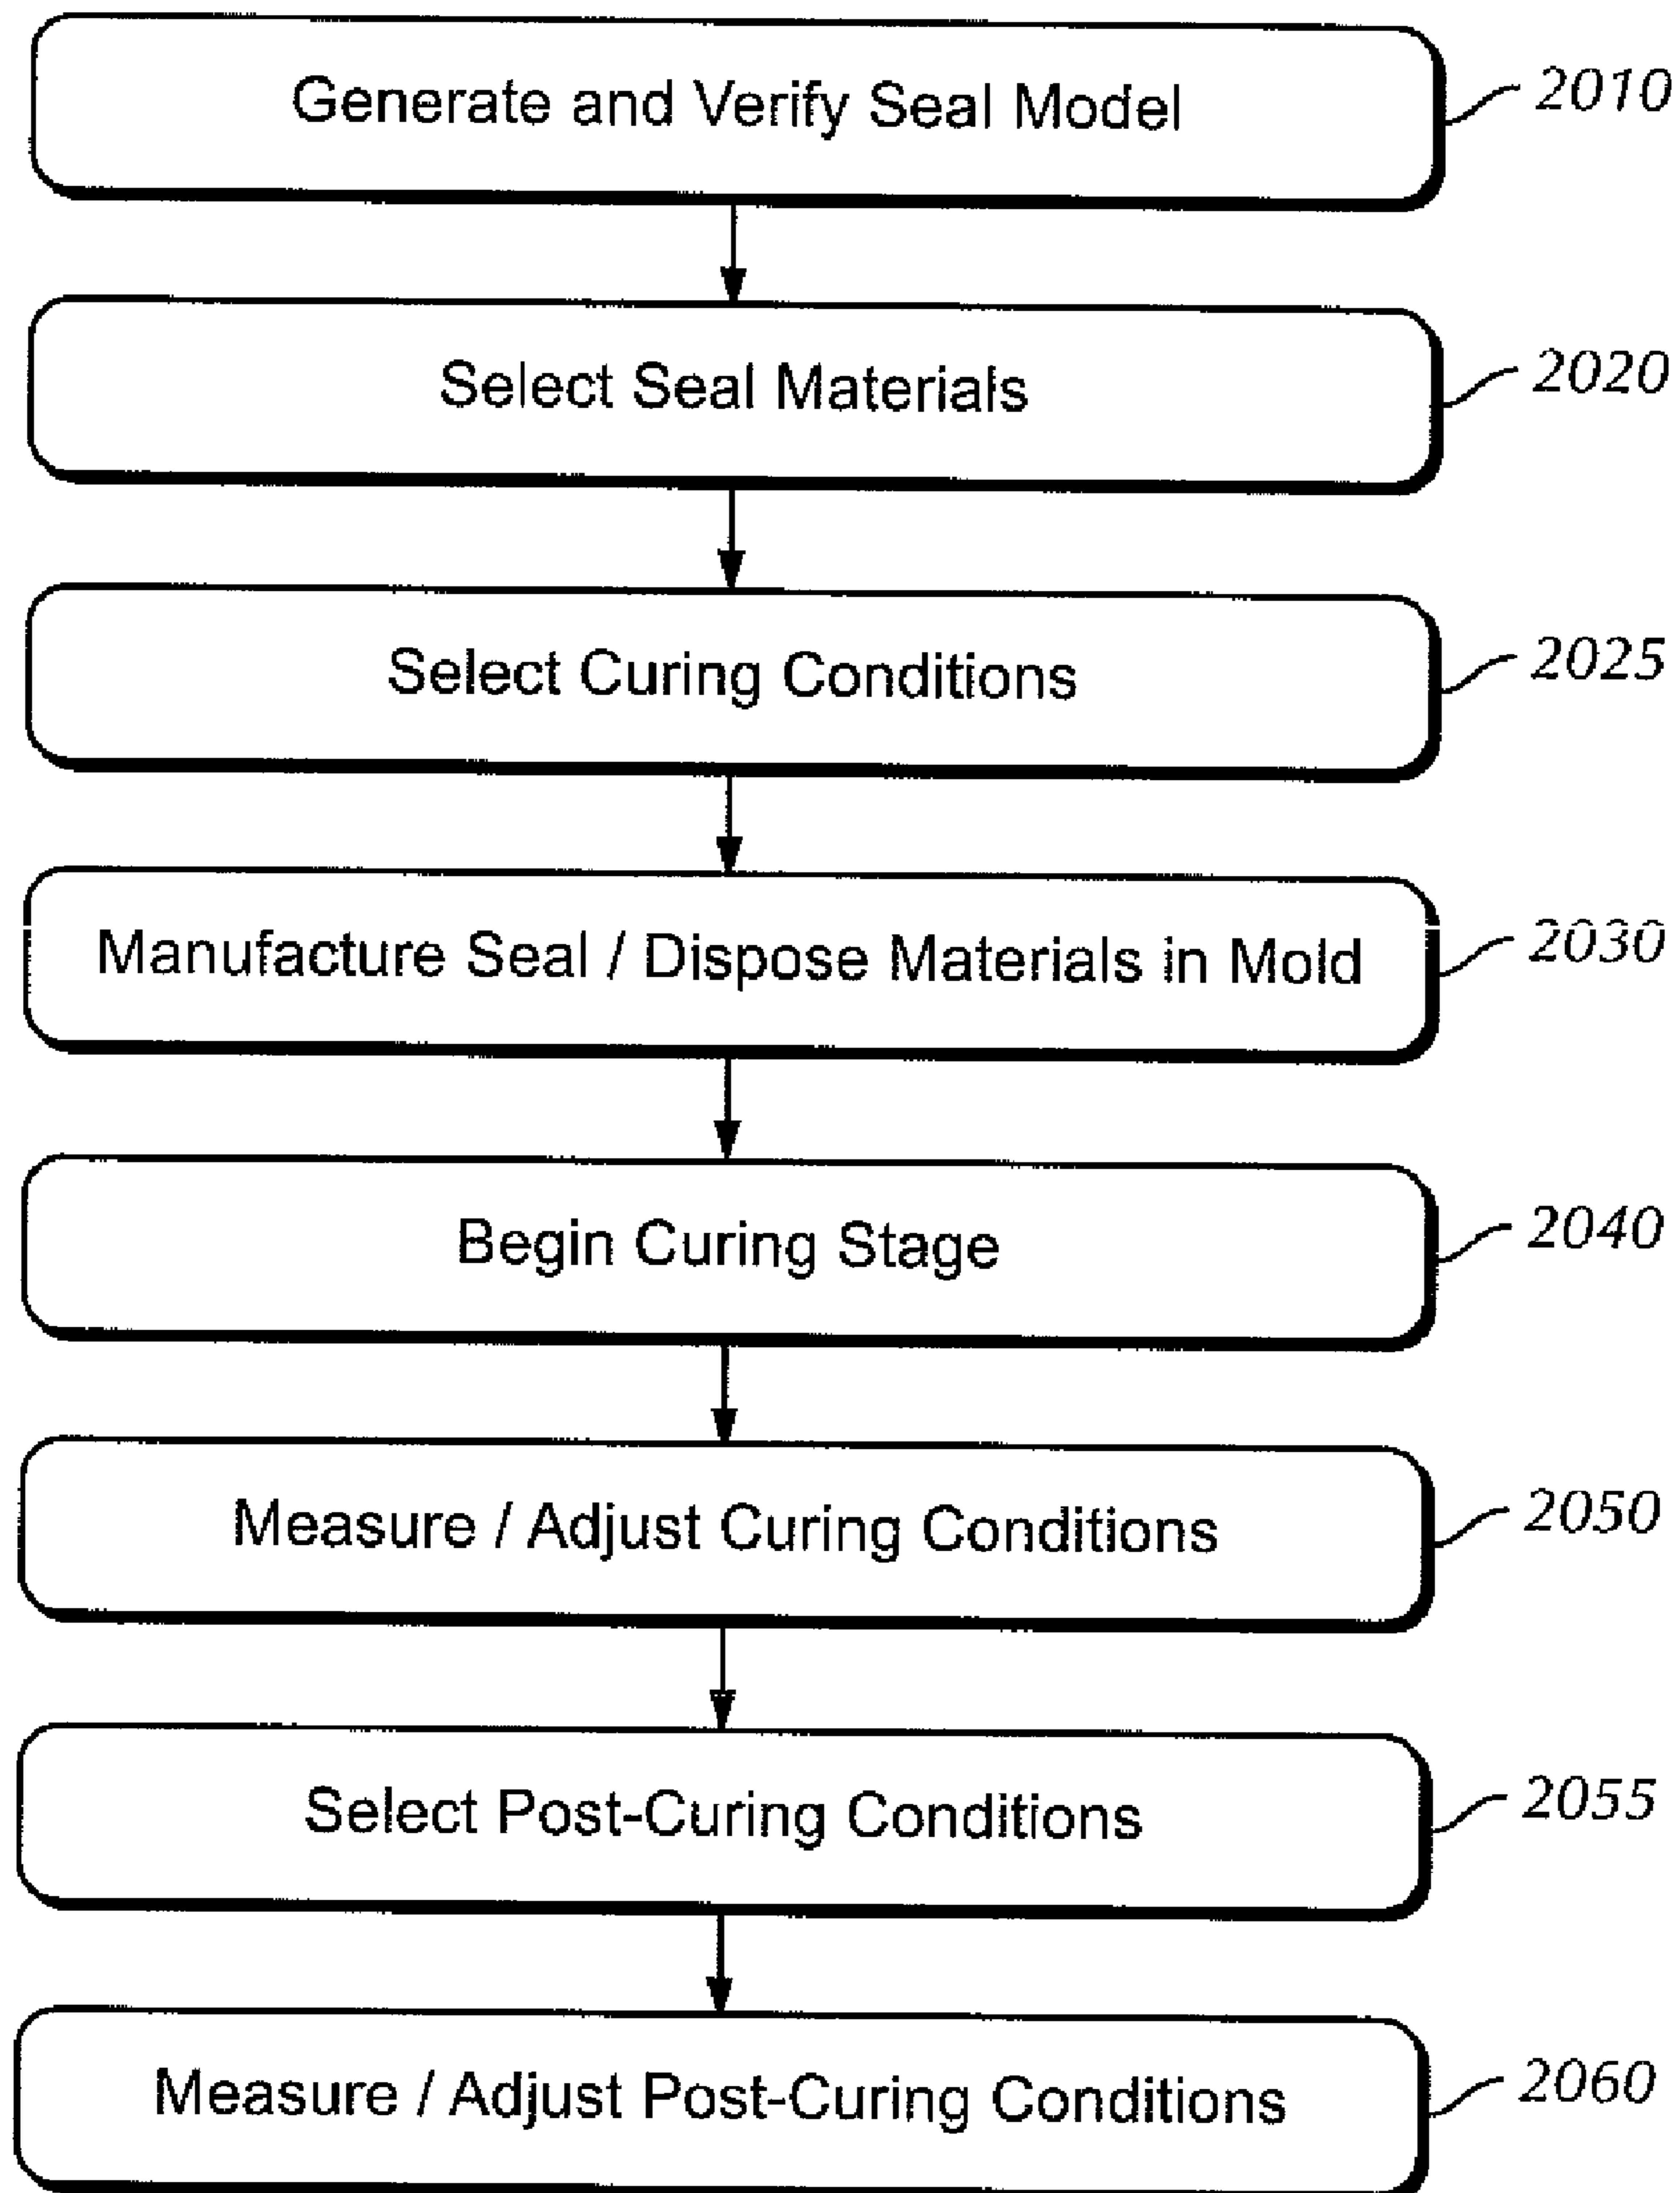 Generate and Verify Seal Model 2010
Select Seal Materials 2020
Select Curing Conditions 2025
Manufacture Seal / Dispose Materials in Mold 2030
Begin Curing Stage 2040
Measure / Adjust Curing Conditions 2050
Select Post-Curing Conditions 2055
Measure / Adjust Post-Curing Conditions 2060